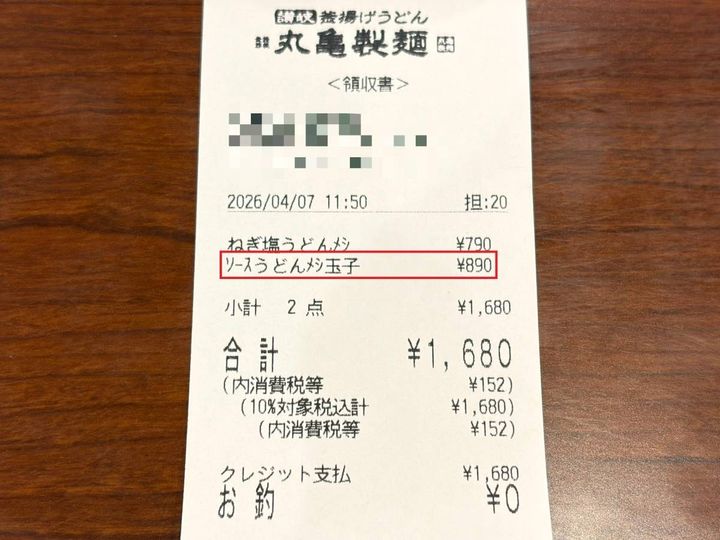 讃岐 釜揚げうどん
丸亀製麺
<領収書>
2026/04/07 11:50 担:20
ねぎ塩うどんﾒｼ ¥790
ｿｰｽうどんﾒｼ玉子 ¥890
小計 2 点 ¥1,680
合計 ¥1,680
(内消費税等 ¥152)
(10%対象税込計 ¥1,680)
(内消費税等 ¥152)
クレジット支払 ¥1,680
お釣 ¥0